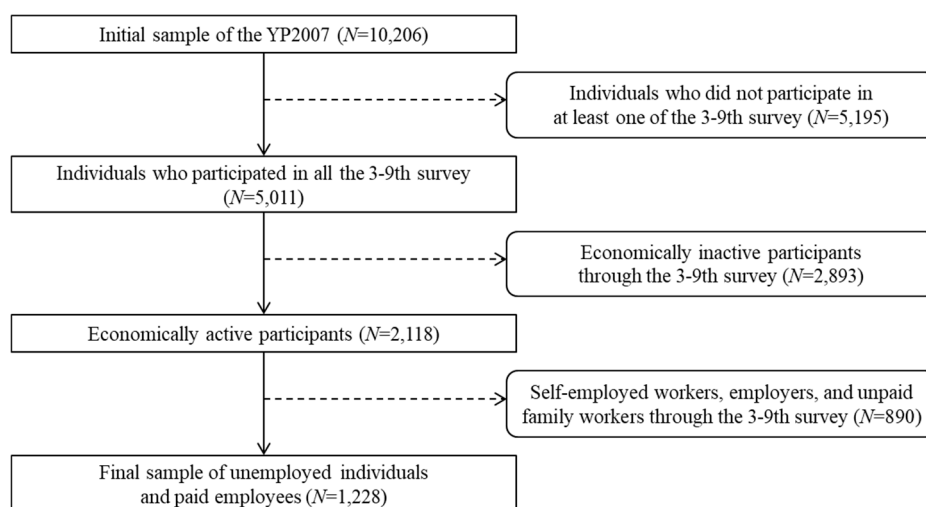 Initial sample of the YP2007 (N=10,206)
Individuals who did not participate in
at least one of the 3-9th survey (N=5,195)
Individuals who participated in all the 3-9th survey
(N=5,011)
Economically inactive participants
through the 3-9th survey (N=2,893)
Economically active participants (N=2,118)
Self-employed workers, employers, and unpaid
family workers through the 3-9th survey (N=890)
Final sample of unemployed individuals
and paid employees (N=1,228)